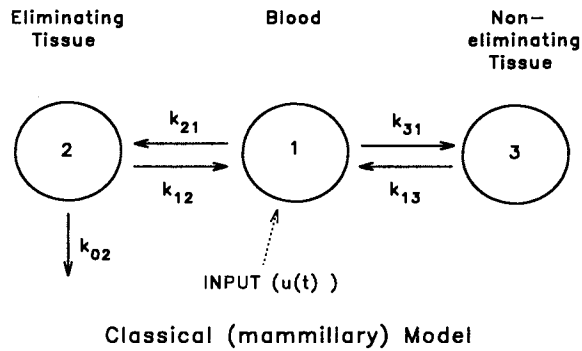 Eliminating
Tissue
Blood
Non-
eliminating
Tissue
k21
k31
2
1
3
k12
k13
k02
INPUT (u(t) )
Classical (mammillary) Model